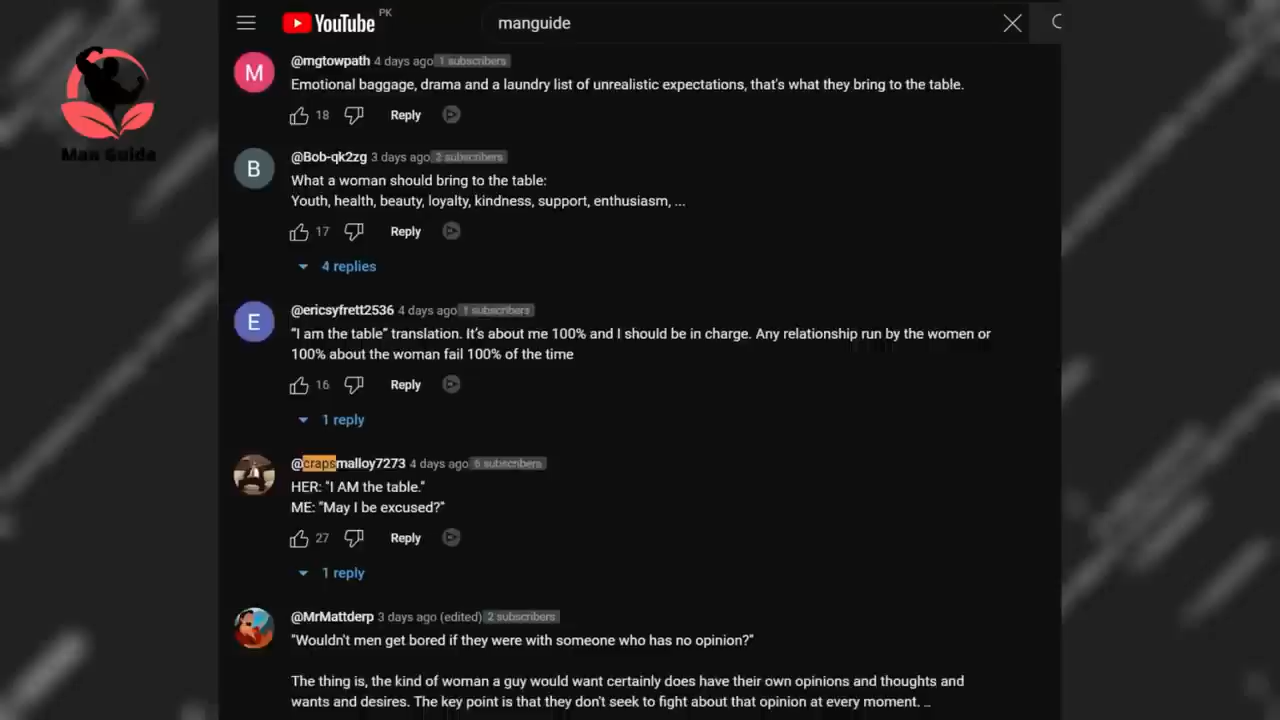 YouTube PK
manguide
Man Guide
M
@mgtowpath 4 days ago 1 subscribers
Emotional baggage, drama and a laundry list of unrealistic expectations, that's what they bring to the table.
18 Reply
B
@Bob-qk2zg 3 days ago 2 subscribers
What a woman should bring to the table:
Youth, health, beauty, loyalty, kindness, support, enthusiasm, ...
17 Reply
4 replies
E
@ericsyfrett2536 4 days ago 1 subscribers
“I am the table” translation. It's about me 100% and I should be in charge. Any relationship run by the women or
100% about the woman fail 100% of the time
16 Reply
1 reply
@crapsmalloy7273 4 days ago 6 subscribers
HER: "I AM the table."
ME: "May I be excused?"
27 Reply
1 reply
@MrMattderp 3 days ago (edited) 2 subscribers
"Wouldn't men get bored if they were with someone who has no opinion?"
The thing is, the kind of woman a guy would want certainly does have their own opinions and thoughts and
wants and desires. The key point is that they don't seek to fight about that opinion at every moment. ..